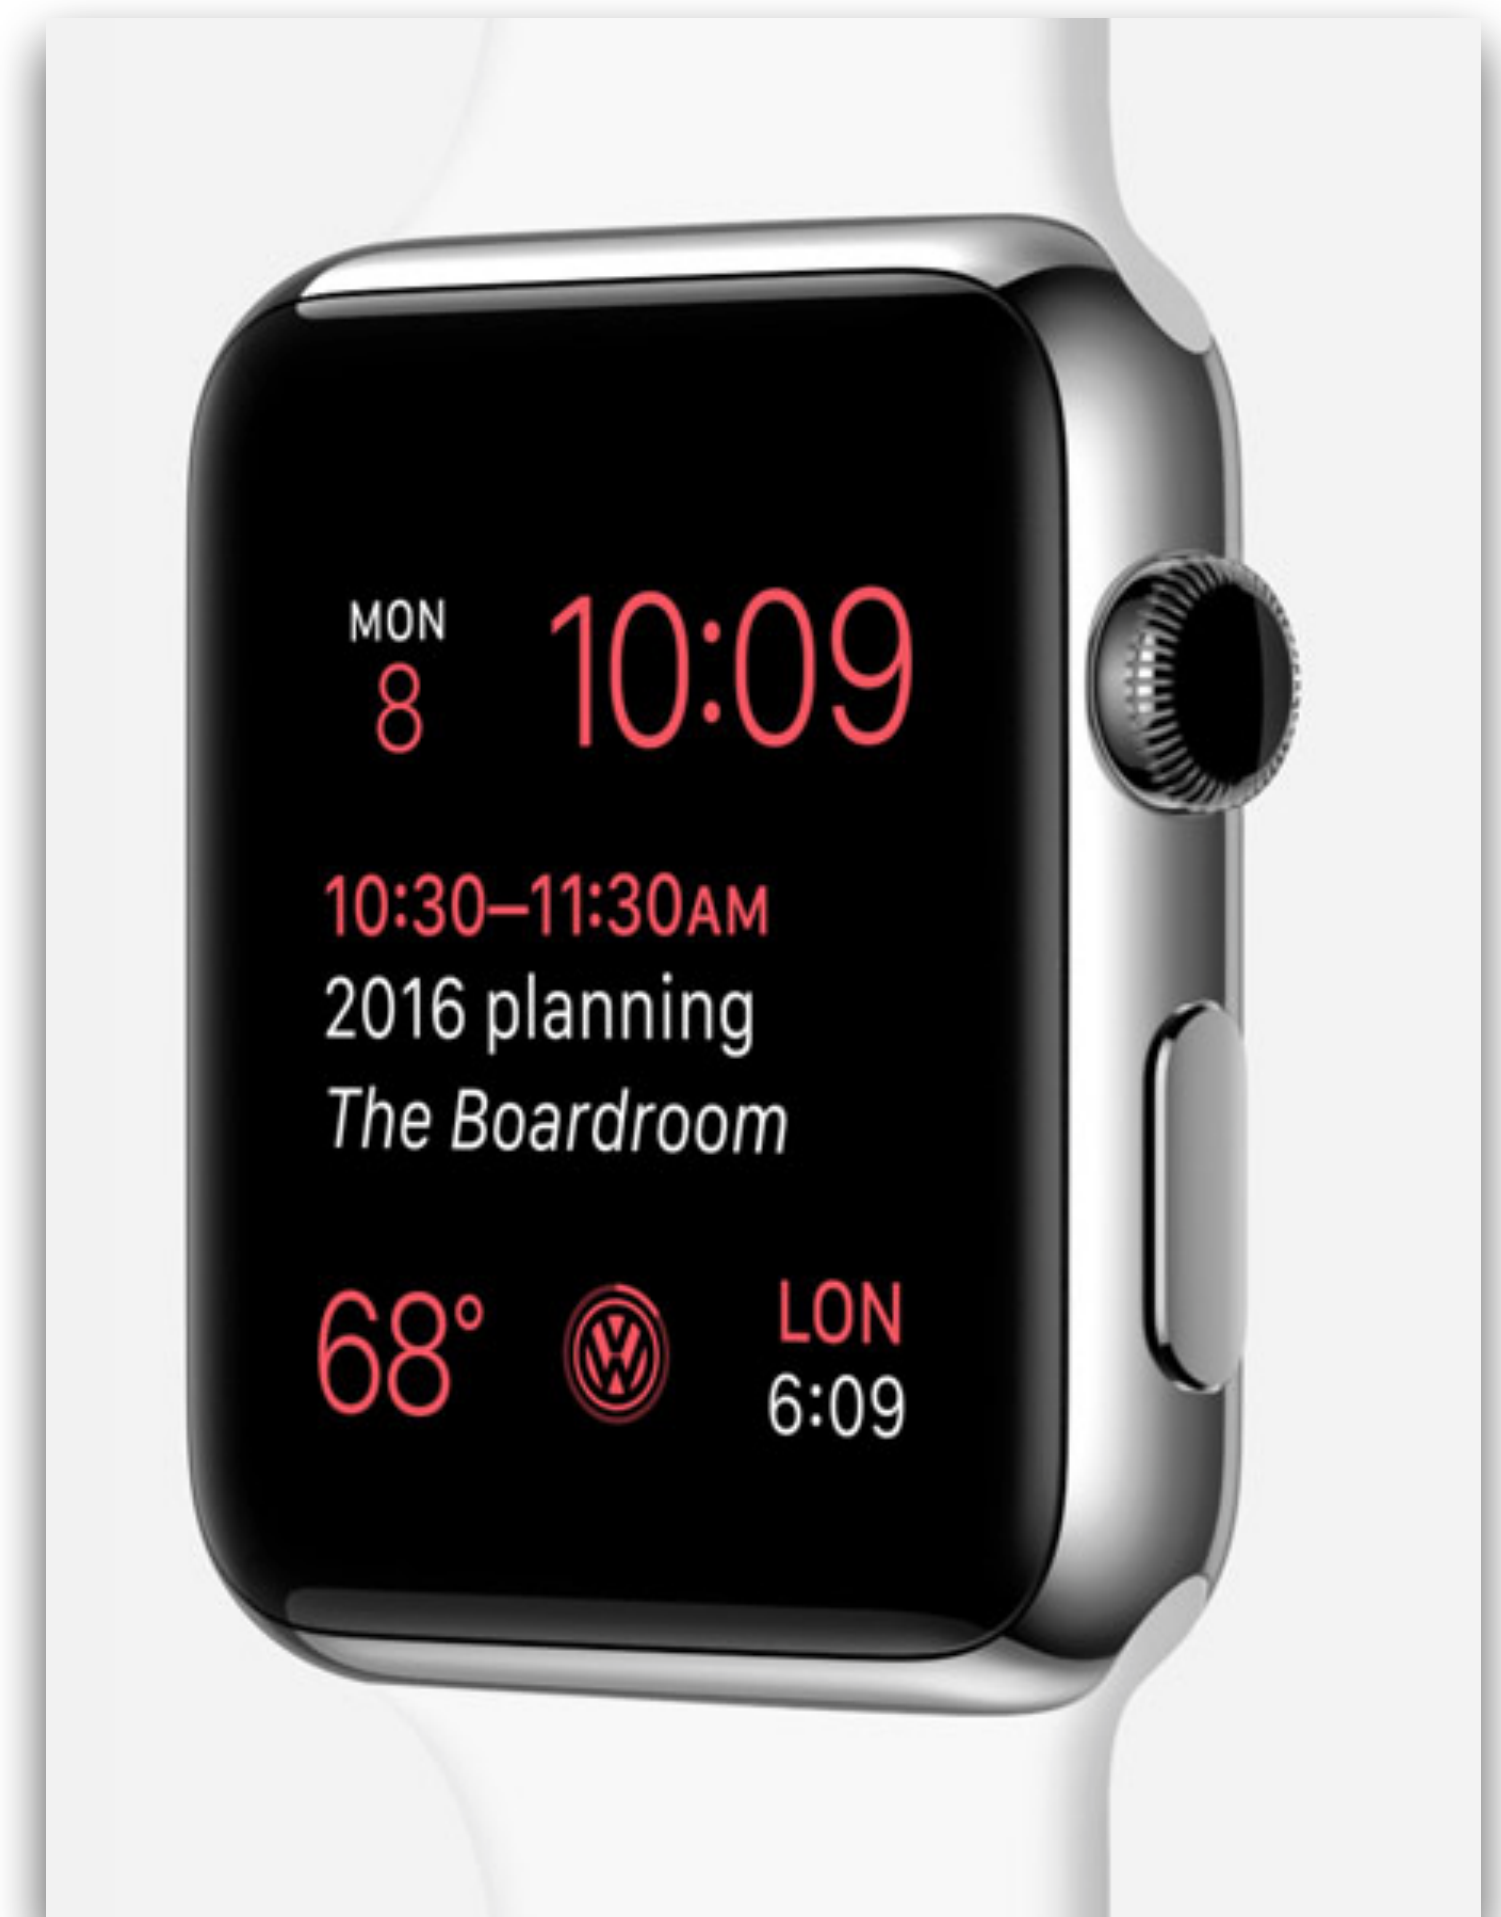 MON
8
10:09
10:30–11:30AM
2016 planning
The Boardroom
68°
LON
6:09